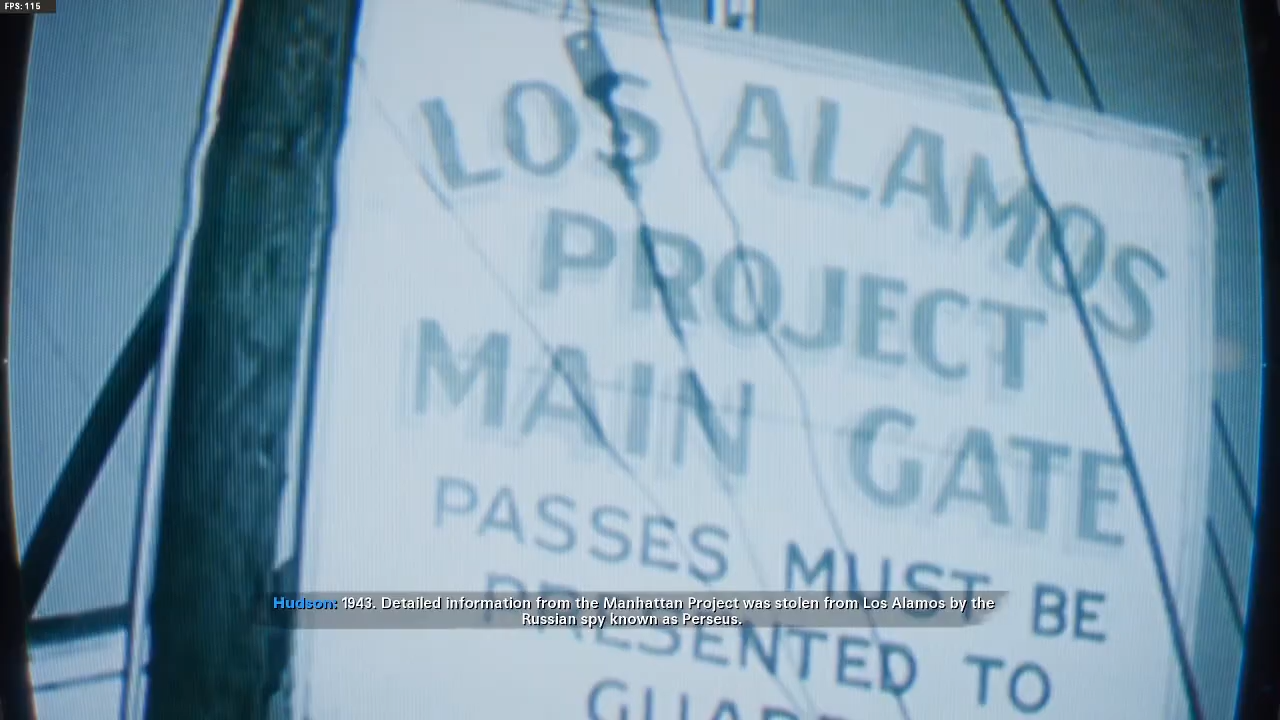 FPS: 115
LOS ALAMOS
PROJECT
MAIN GATE
PASSES MUST BE
PRESENTED TO
Hudson: 1943. Detailed information from the Manhattan Project was stolen from Los Alamos by the
Russian spy known as Perseus.